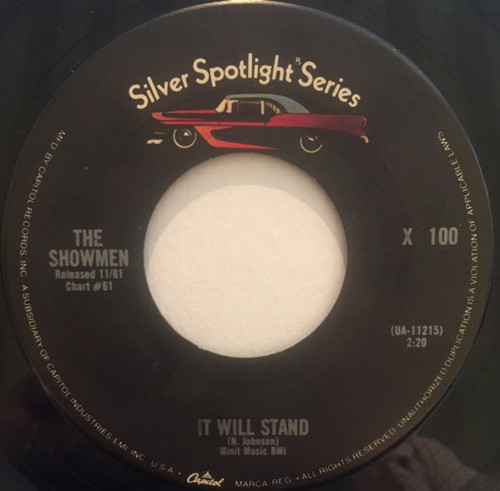 Silver Spotlight Series
THE
SHOWMEN
Released 11/61
Chart #61
X 100
(UA-11215)
2:20
IT WILL STAND
(N. Johnson)
Minit Music BMI
MF'D BY CAPITOL RECORDS, INC. A SUBSIDIARY OF CAPITOL INDUSTRIES-EMI, INC. U.S.A. • Capitol MARCA REG. • ALL RIGHTS RESERVED. UNAUTHORIZED DUPLICATION IS A VIOLATION OF APPLICABLE LAWS